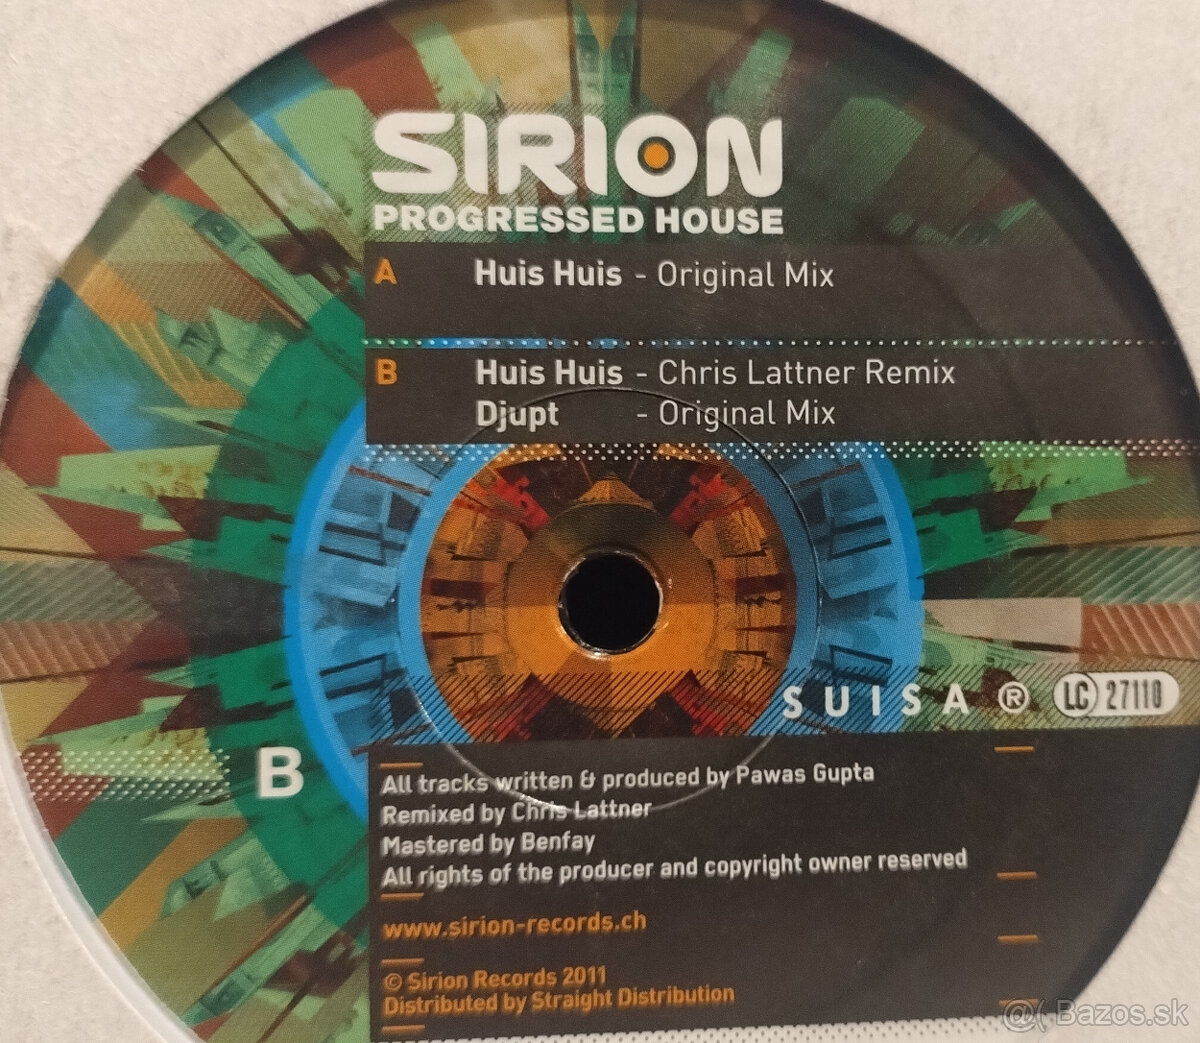 SIRION
PROGRESSED HOUSE
A Huis Huis - Original Mix
B Huis Huis - Chris Lattner Remix
Djupt - Original Mix
SUISA ® LC 27110
B
All tracks written & produced by Pawas Gupta
Remixed by Chris Lattner
Mastered by Benfay
All rights of the producer and copyright owner reserved
www.sirion-records.ch
© Sirion Records 2011
Distributed by Straight Distribution
@( Bazos.sk